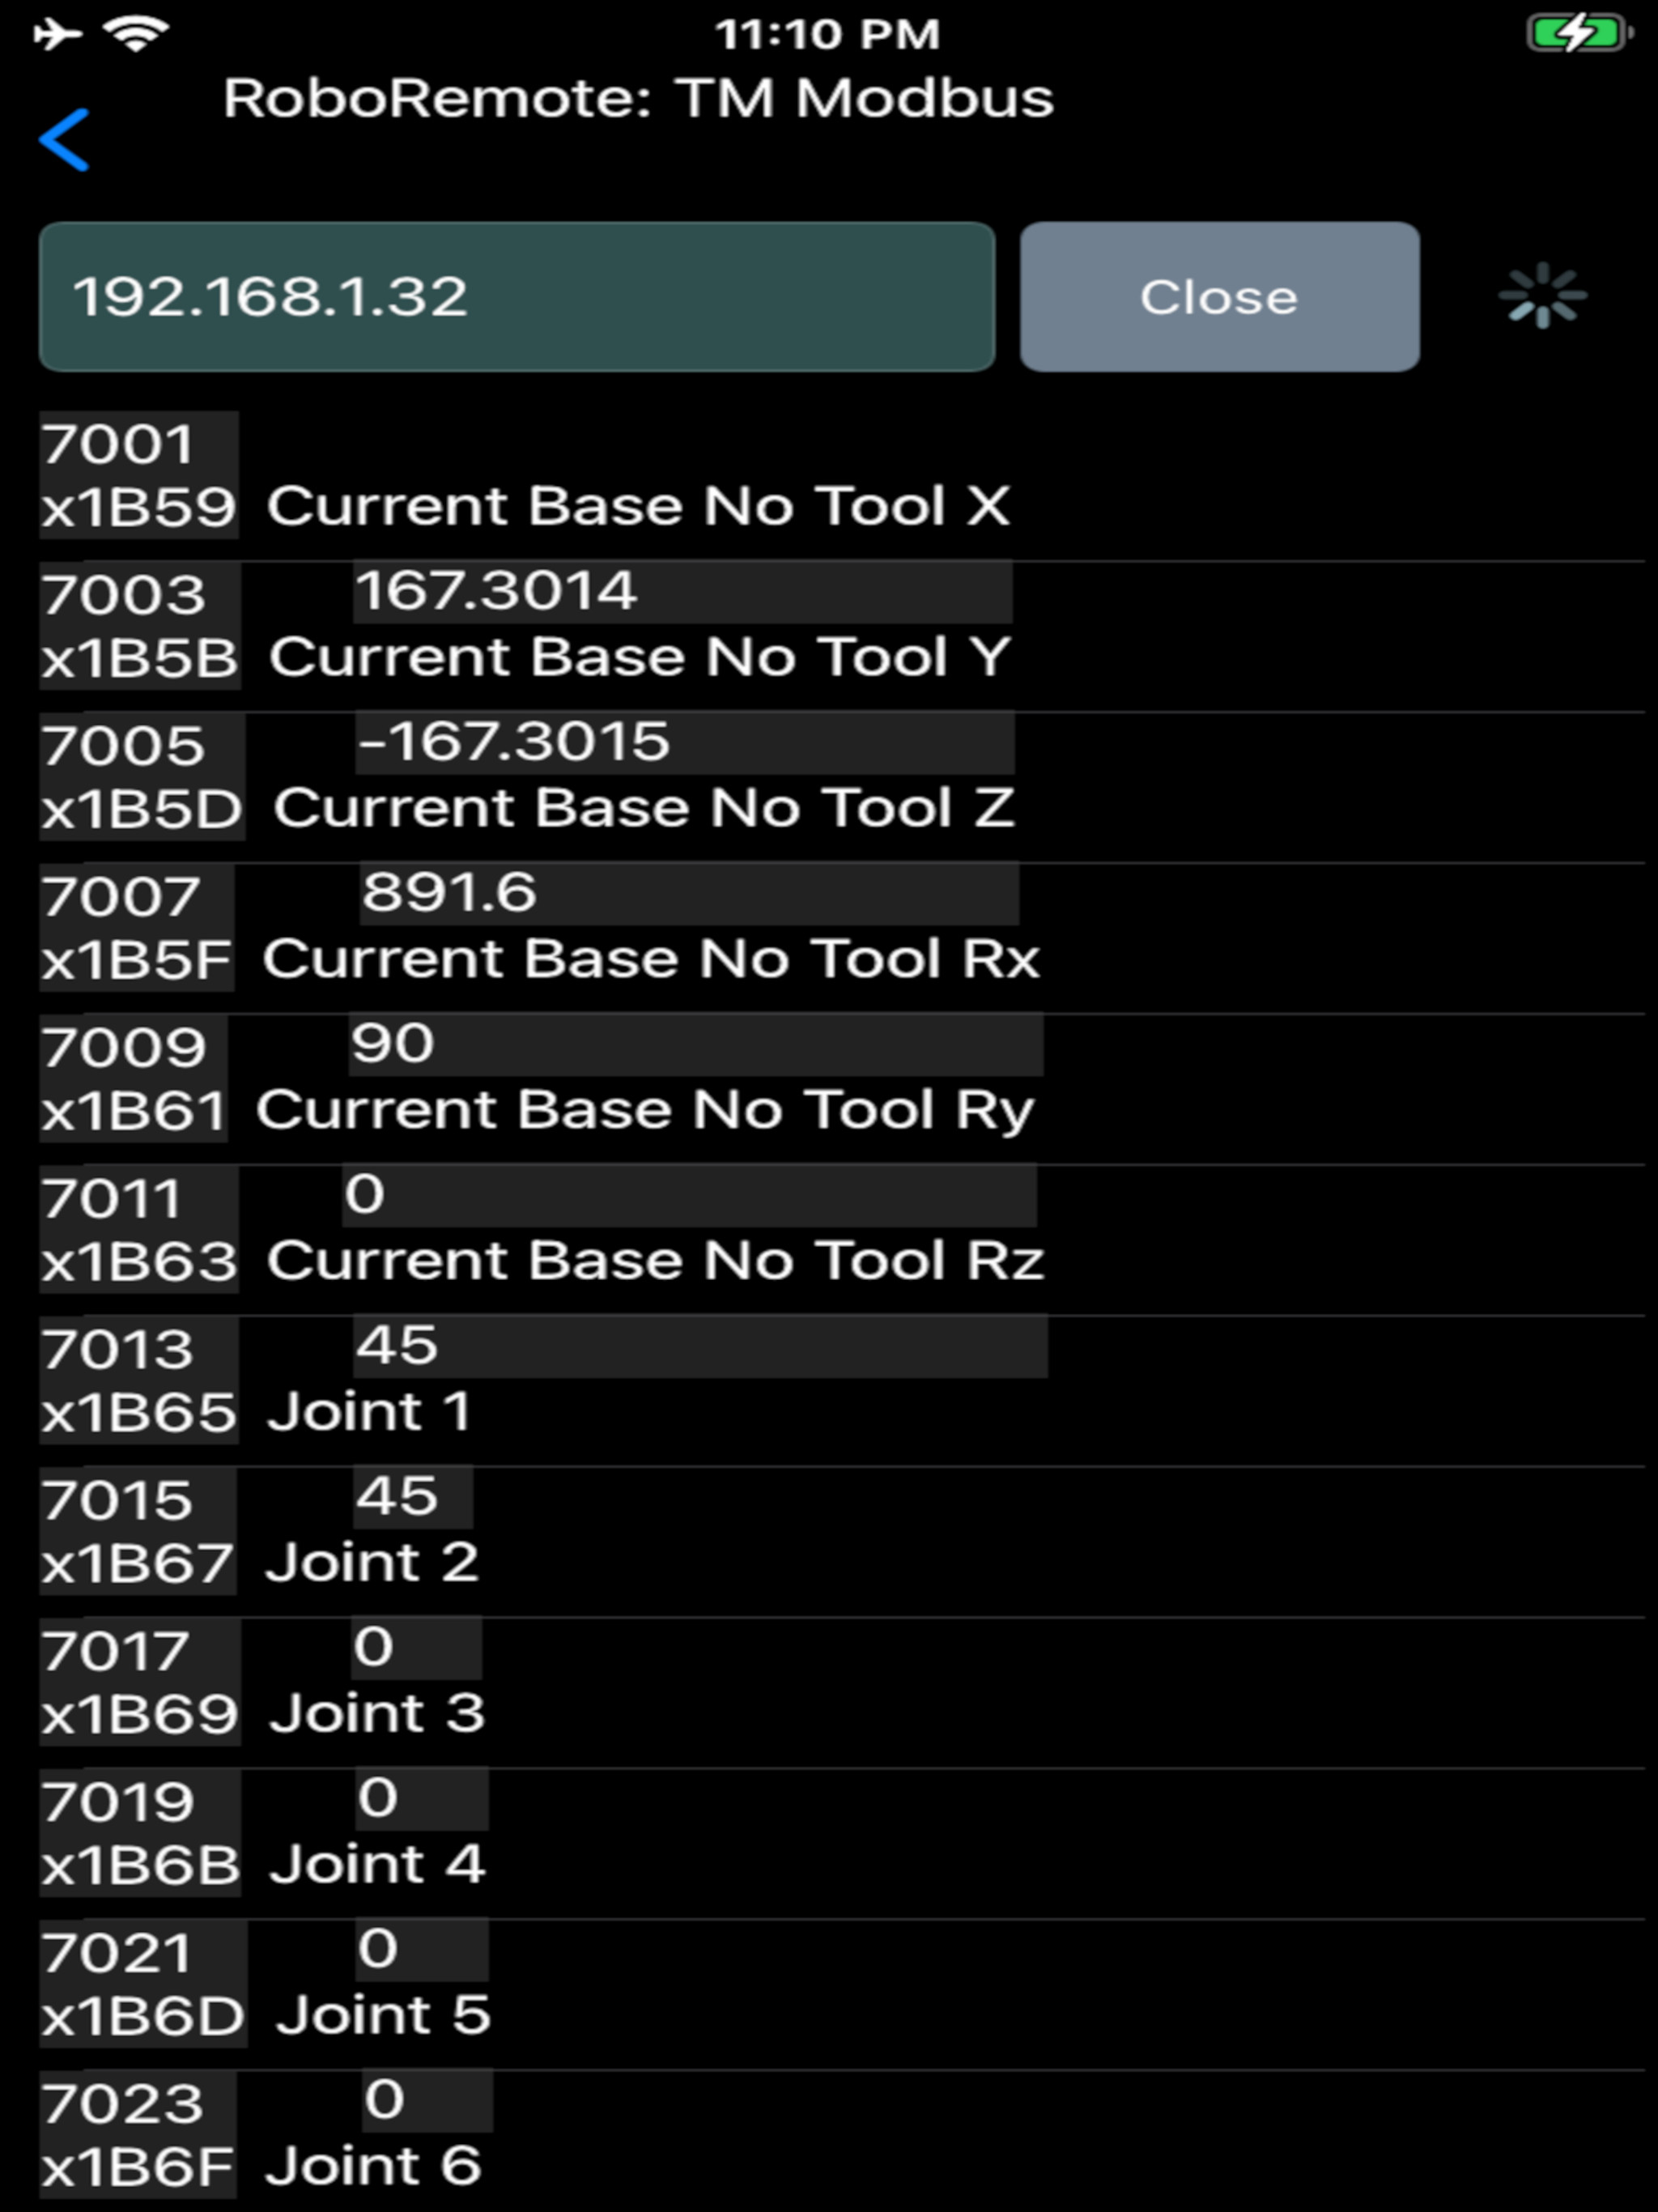 11:10 PM
RoboRemote: TM Modbus
192.168.1.32 Close
7001
x1B59 Current Base No Tool X
7003 167.3014
x1B5B Current Base No Tool Y
7005 -167.3015
x1B5D Current Base No Tool Z
7007 891.6
x1B5F Current Base No Tool Rx
7009 90
x1B61 Current Base No Tool Ry
7011 0
x1B63 Current Base No Tool Rz
7013 45
x1B65 Joint 1
7015 45
x1B67 Joint 2
7017 0
x1B69 Joint 3
7019 0
x1B6B Joint 4
7021 0
x1B6D Joint 5
7023 0
x1B6F Joint 6